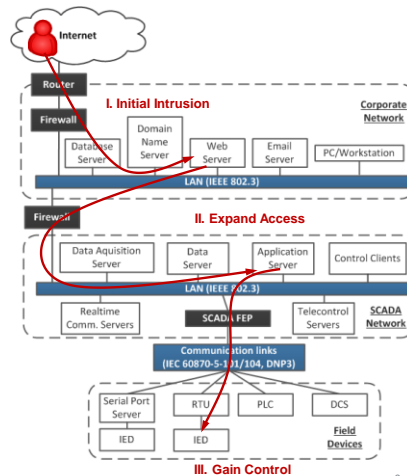 Internet
Router
I. Initial Intrusion
Corporate
Network
Firewall
Database
Server
Domain
Name
Server
Web
Server
Email
Server
PC/Workstation
LAN (IEEE 802.3)
Firewall
II. Expand Access
Data Aquisition
Server
Data
Server
Application
Server
Control Clients
LAN (IEEE 802.3)
Realtime
Comm. Servers
SCADA FEP
Telecontrol
Servers
SCADA
Network
Communication links
(IEC 60870-5-101/104, DNP3)
Serial Port
Server
RTU
PLC
DCS
IED
IED
Field
Devices
III. Gain Control